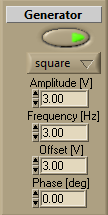 Generator
square
Amplitude [V]
3.00
Frequency [Hz]
3.00
Offset [V]
3.00
Phase [deg]
0.00